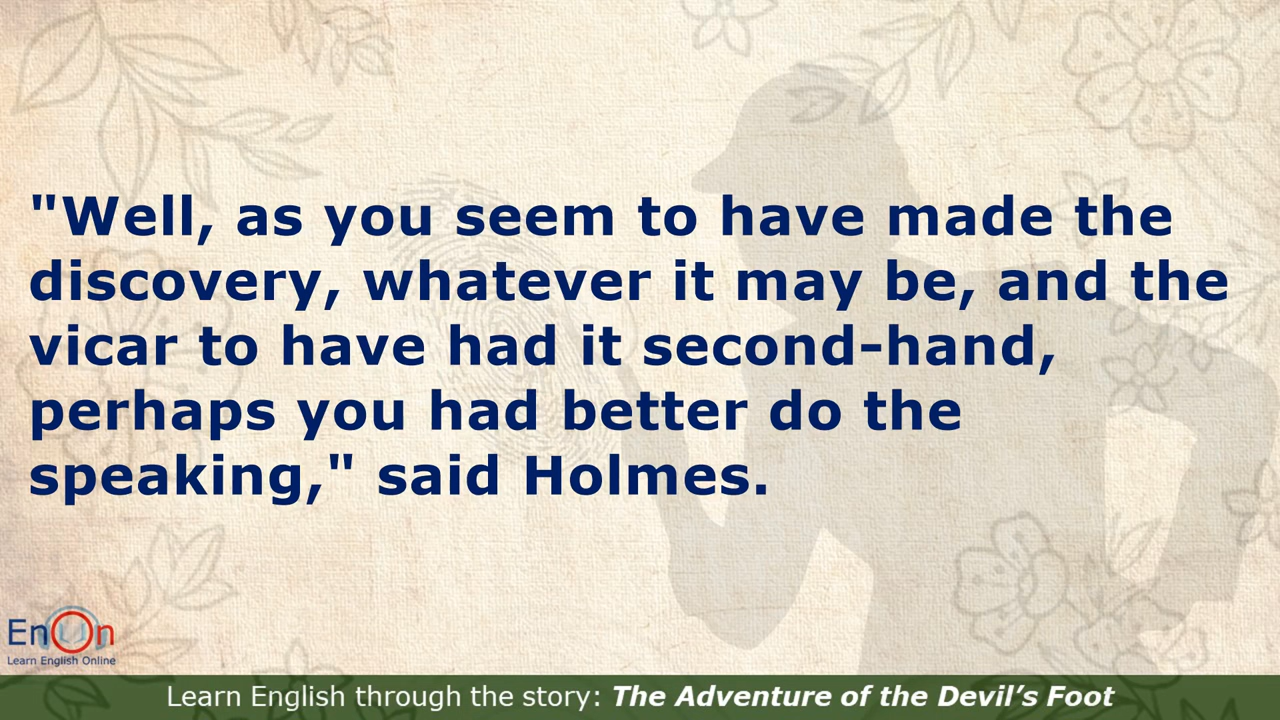 "Well, as you seem to have made the
discovery, whatever it may be, and the
vicar to have had it second-hand,
perhaps you had better do the
speaking," said Holmes.
EnOn
Learn English Online
Learn English through the story: The Adventure of the Devil’s Foot